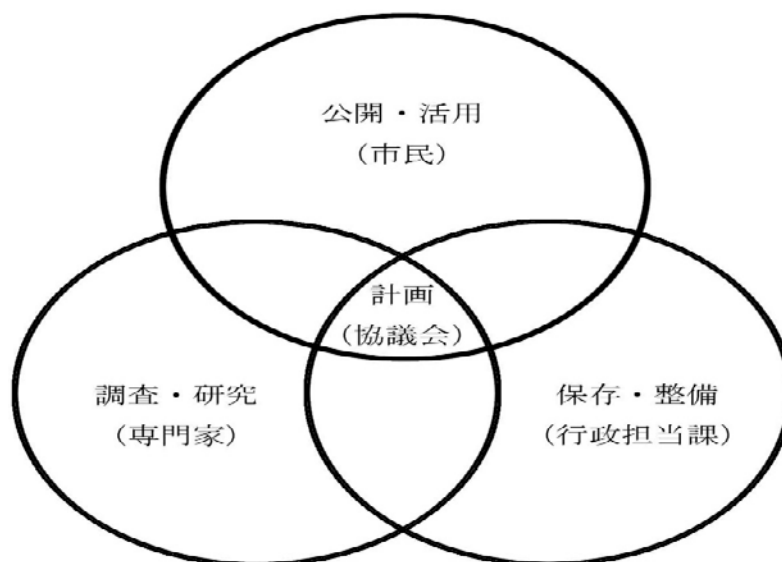 公開・活用
(市民)
計画
(協議会)
調査・研究
(専門家)
保存・整備
(行政担当課)